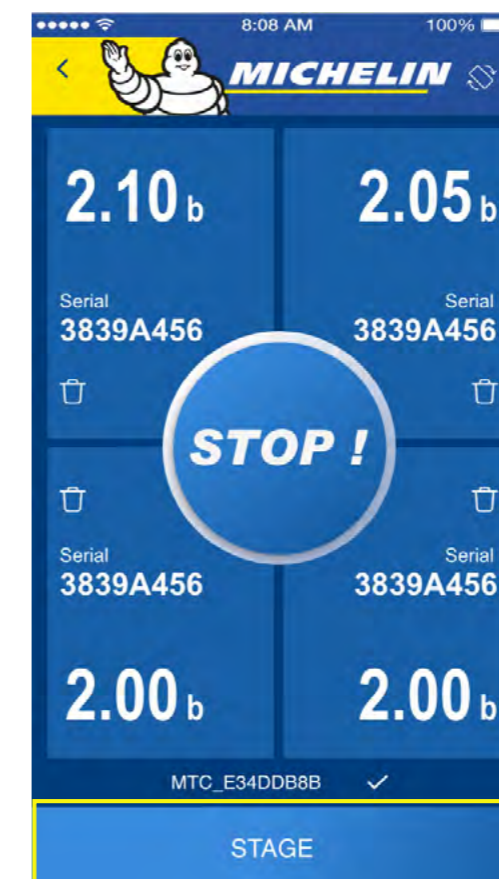 8:08 AM 100%
MICHELIN
2.10 b 2.05 b
Serial Serial
3839A456 3839A456
STOP !
Serial Serial
3839A456 3839A456
2.00 b 2.00 b
MTC_E34DDB8B
STAGE